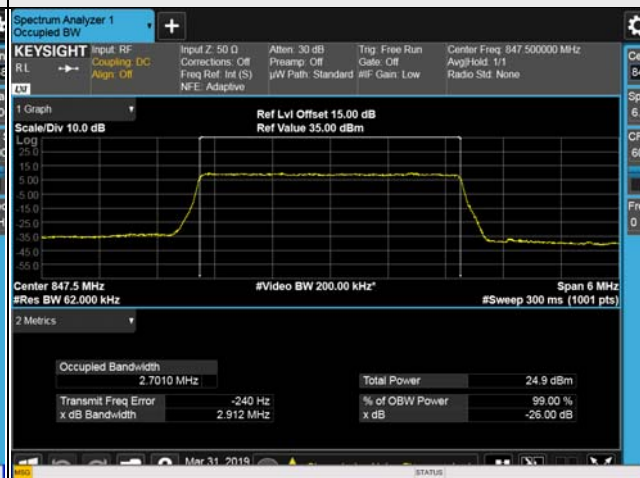 Spectrum Analyzer 1
Occupied BW
+
KEYSIGHT
RL
LXI
Input: RF
Coupling: DC
Align: Off
Input Z: 50 Ω
Corrections: Off
Freq Ref: Int (S)
NFE: Adaptive
Atten: 30 dB
Preamp: Off
µW Path: Standard
Trig: Free Run
Gate: Off
#IF Gain: Low
Center Freq: 847.500000 MHz
Avg|Hold: 1/1
Radio Std: None
1 Graph
Scale/Div 10.0 dB
Ref Lvl Offset 15.00 dB
Ref Value 35.00 dBm
Log
25.0
15.0
5.00
-5.00
-15.0
-25.0
-35.0
-45.0
-55.0
Center 847.5 MHz
#Res BW 62.000 kHz
#Video BW 200.00 kHz*
Span 6 MHz
#Sweep 300 ms (1001 pts)
2 Metrics
Occupied Bandwidth
2.7010 MHz
Transmit Freq Error -240 Hz
x dB Bandwidth 2.912 MHz
Total Power 24.9 dBm
% of OBW Power 99.00 %
x dB -26.00 dB
Mar 31, 2019
MSG
STATUS